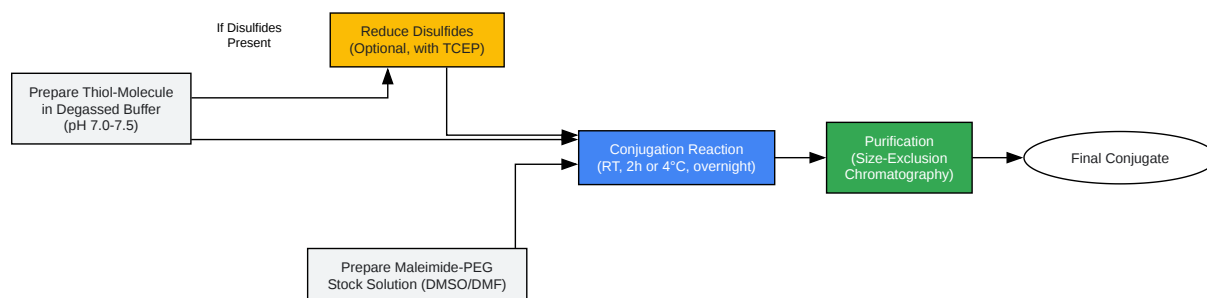 If Disulfides
Present
Reduce Disulfides
(Optional, with TCEP)
Prepare Thiol-Molecule
in Degassed Buffer
(pH 7.0-7.5)
Conjugation Reaction
(RT, 2h or 4°C, overnight)
Purification
(Size-Exclusion
Chromatography)
Final Conjugate
Prepare Maleimide-PEG
Stock Solution (DMSO/DMF)